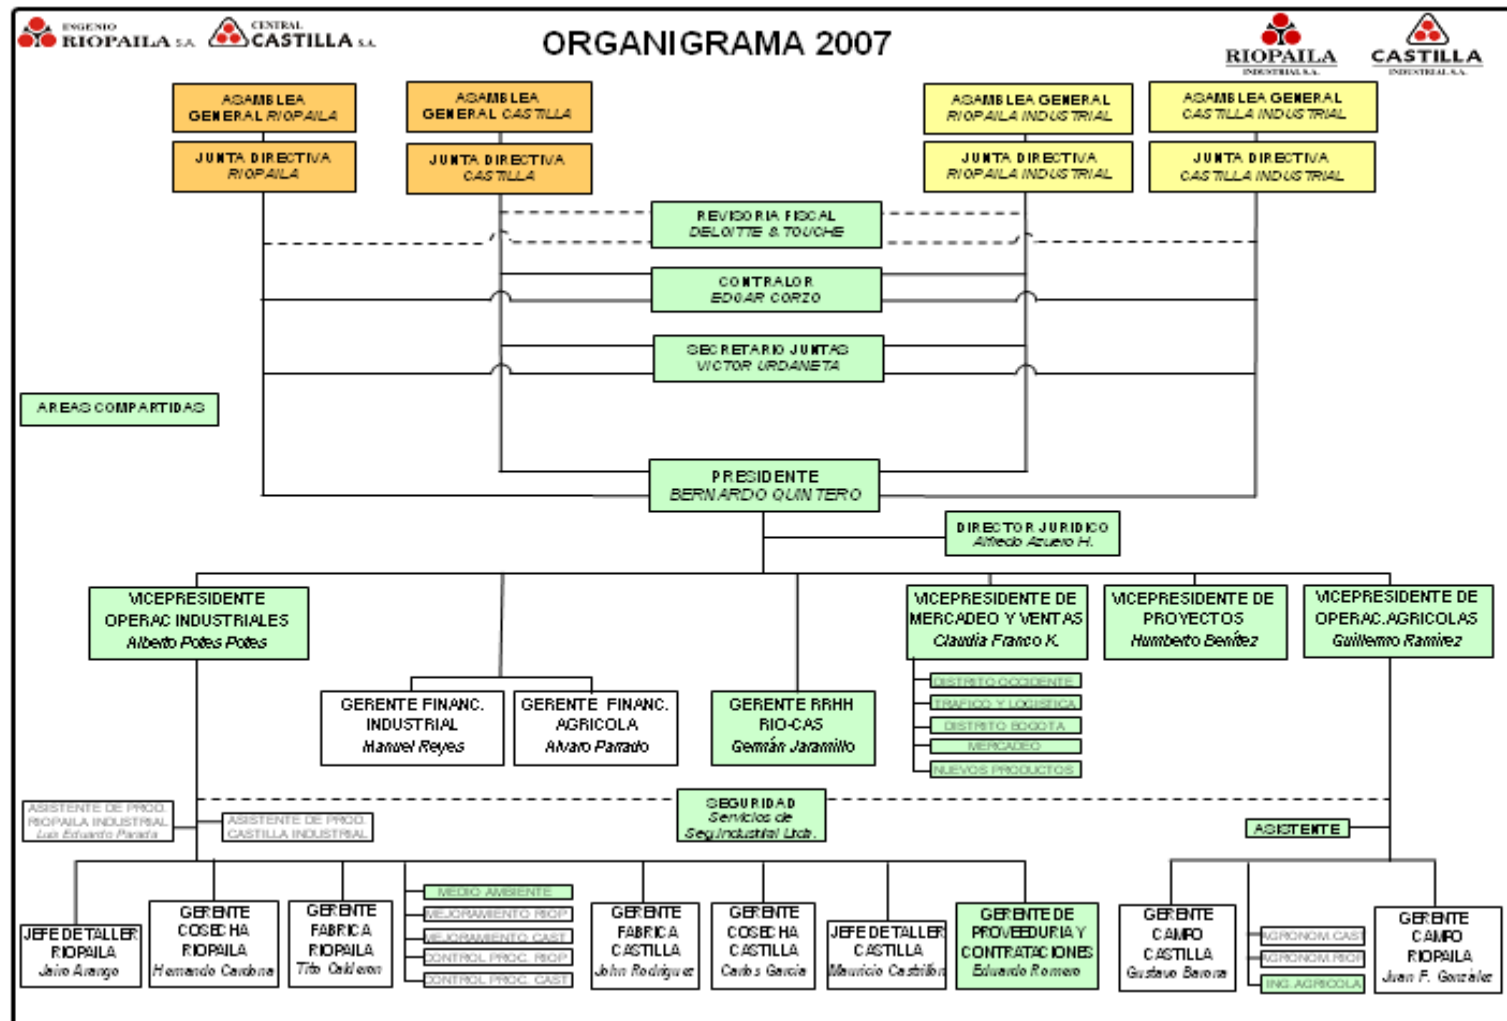 INGENIO
RIOPAILA S.A.
CENTRAL
CASTILLA S.A.
ORGANIGRAMA 2007
RIOPAILA
INDUSTRIAL S.A.
CASTILLA
INDUSTRIAL S.A.
ASAMBLEA
GENERAL RIOPAILA
ASAMBLEA
GENERAL CASTILLA
ASAMBLEA GENERAL
RIOPAILA INDUSTRIAL
ASAMBLEA GENERAL
CASTILLA INDUSTRIAL
JUNTA DIRECTIVA
RIOPAILA
JUNTA DIRECTIVA
CASTILLA
JUNTA DIRECTIVA
RIOPAILA INDUSTRIAL
JUNTA DIRECTIVA
CASTILLA INDUSTRIAL
REVISORIA FISCAL
DELOITTE & TOUCHE
CONTRALOR
EDGAR CORZO
SECRETARIO JUNTAS
VICTOR URDANETA
AREAS COMPARTIDAS
PRESIDENTE
BERNARDO QUINTERO
DIRECTOR JURIDICO
Alfredo Azuero H.
VICEPRESIDENTE
OPERAC INDUSTRIALES
Alberto Potes Potes
VICEPRESIDENTE DE
MERCADEO Y VENTAS
Claudia Franco K.
VICEPRESIDENTE DE
PROYECTOS
Humberto Benítez
VICEPRESIDENTE DE
OPERAC.AGRICOLAS
Guillermo Ramirez
DISTRITO OCCIDENTE
TRAFICO Y LOGISTICA
DISTRITO BOGOTA
MERCADEO
NUEVOS PRODUCTOS
GERENTE FINANC.
INDUSTRIAL
Manuel Reyes
GERENTE FINANC.
AGRICOLA
Alvaro Parrado
GERENTE RRHH
RIO-CAS
Germán Jaramillo
SEGURIDAD
Servicios de
Seg.Industrial Ltda.
ASISTENTE DE PROD.
RIOPAILA INDUSTRIAL
Luis Eduardo Parada
ASISTENTE DE PROD.
CASTILLA INDUSTRIAL
ASISTENTE
JEFE DE TALLER
RIOPAILA
Jairo Arango
GERENTE
COSECHA
RIOPAILA
Hernando Cardona
GERENTE
FABRICA
RIOPAILA
Tito Calderon
MEDIO AMBIENTE
MEJORAMIENTO RIOP
MEJORAMIENTO CAST
CONTROL PROC. RIOP
CONTROL PROC. CAST
GERENTE
FABRICA
CASTILLA
John Rodríguez
GERENTE
COSECHA
CASTILLA
Carlos García
JEFE DE TALLER
CASTILLA
Mauricio Castrillón
GERENTE DE
PROVEEDURIA Y
CONTRATACIONES
Eduardo Romero
GERENTE
CAMPO
CASTILLA
Gustavo Barona
AGRONOM.CAST
AGRONOM.RIOP
ING. AGRICOLA
GERENTE
CAMPO
RIOPAILA
Juan F. González